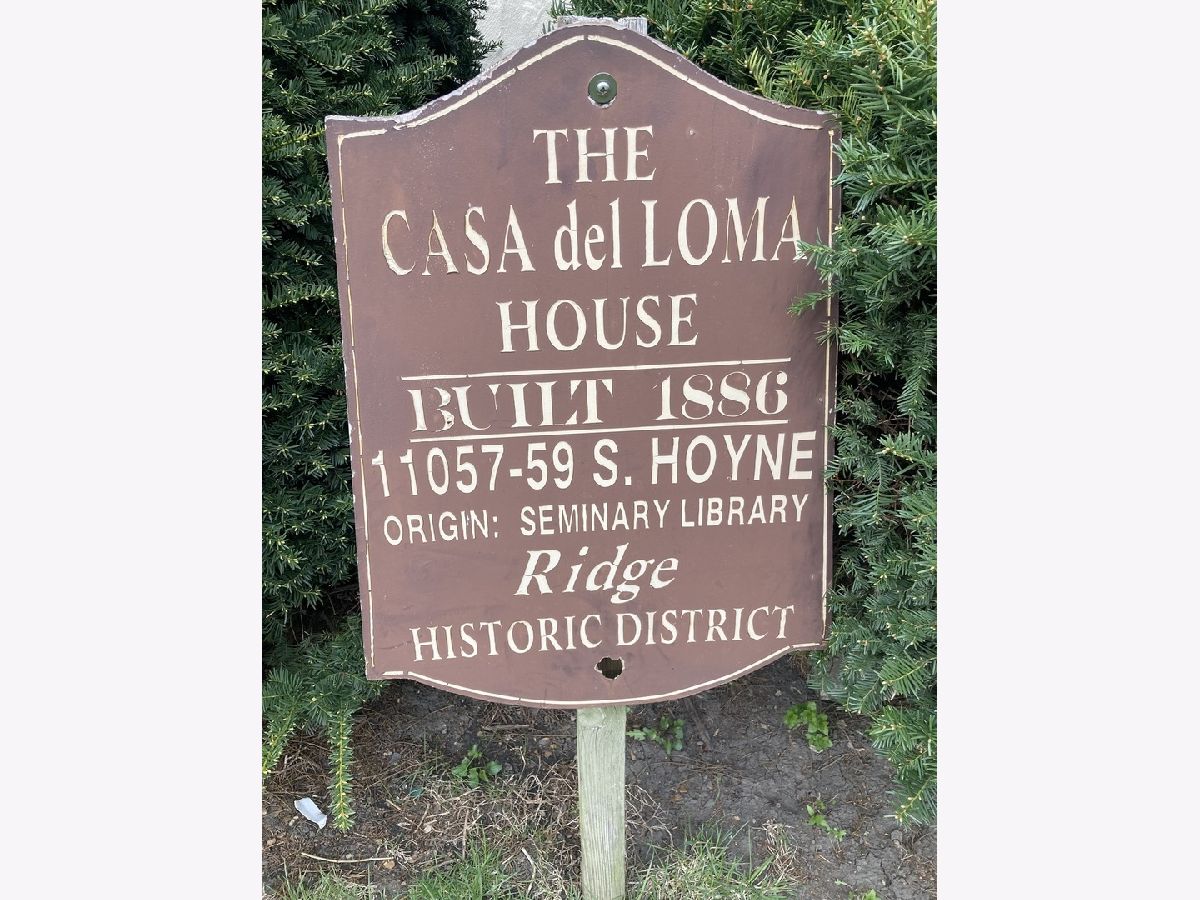 THE
CASA del LOMA
HOUSE
BUILT 1886
11057-59 S. HOYNE
ORIGIN: SEMINARY LIBRARY
Ridge
HISTORIC DISTRICT